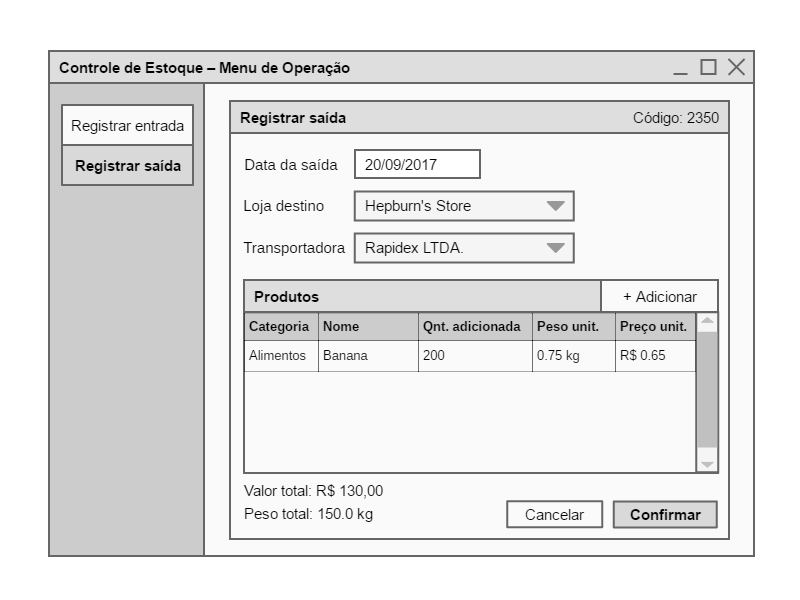 Controle de Estoque – Menu de Operação
Registrar entrada
Registrar saída
Registrar saída Código: 2350
Data da saída 20/09/2017
Loja destino Hepburn's Store
Transportadora Rapidex LTDA.
Produtos + Adicionar
Categoria Nome Qnt. adicionada Peso unit. Preço unit.
Alimentos Banana 200 0.75 kg R$ 0.65
Valor total: R$ 130,00
Peso total: 150.0 kg
Cancelar Confirmar